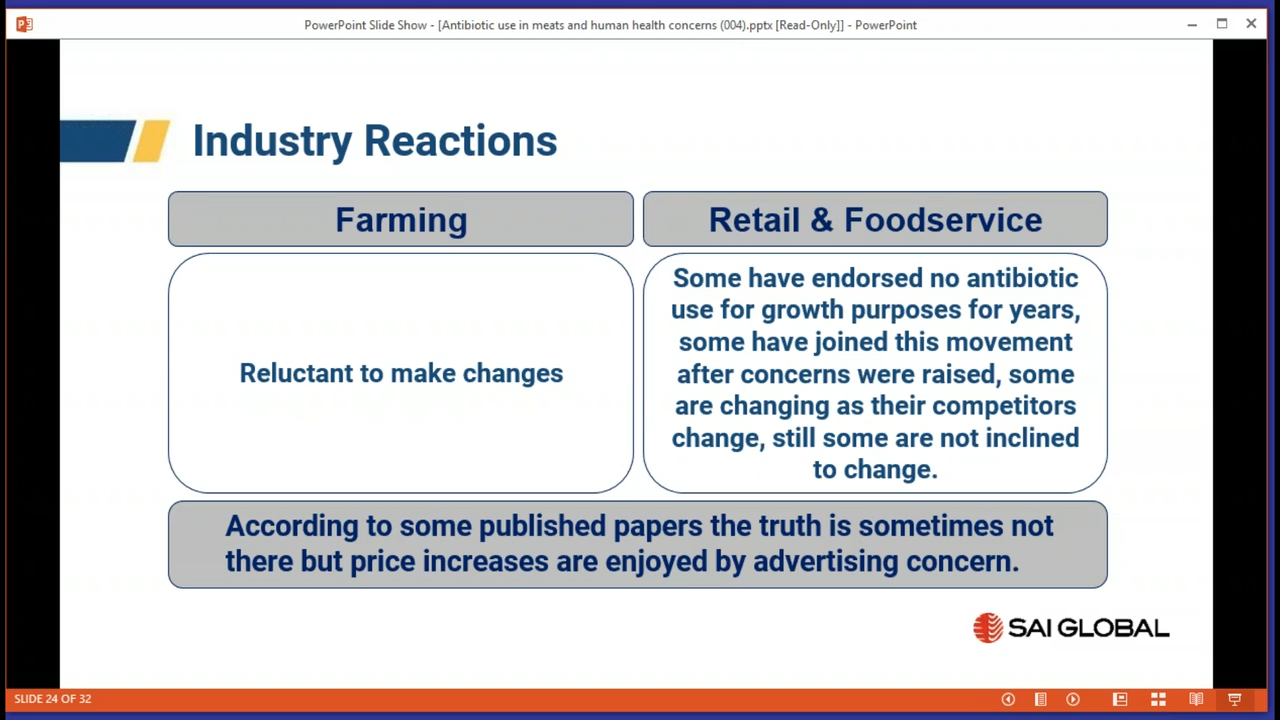 PowerPoint Slide Show - [Antibiotic use in meats and human health concerns (004).pptx [Read-Only]] - PowerPoint
Industry Reactions
Farming
Reluctant to make changes
Retail & Foodservice
Some have endorsed no antibiotic
use for growth purposes for years,
some have joined this movement
after concerns were raised, some
are changing as their competitors
change, still some are not inclined
to change.
According to some published papers the truth is sometimes not
there but price increases are enjoyed by advertising concern.
SAI GLOBAL
SLIDE 24 OF 32